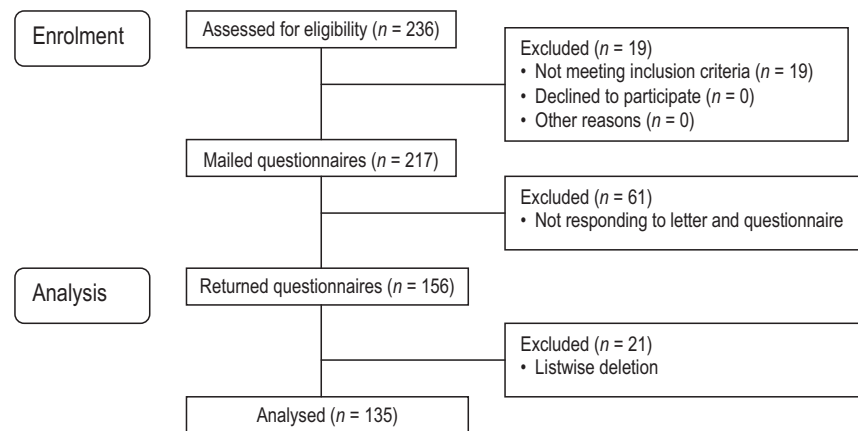 Enrolment
Assessed for eligibility (n = 236)
Excluded (n = 19)
• Not meeting inclusion criteria (n = 19)
• Declined to participate (n = 0)
• Other reasons (n = 0)
Mailed questionnaires (n = 217)
Excluded (n = 61)
• Not responding to letter and questionnaire
Analysis
Returned questionnaires (n = 156)
Excluded (n = 21)
• Listwise deletion
Analysed (n = 135)